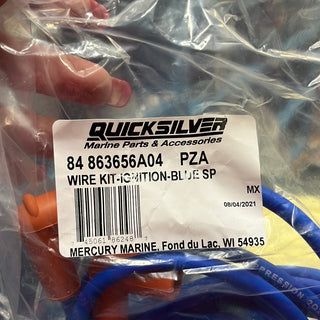 QUICKSILVER
Marine Parts & Accessories
84 863656A04 PZA
WIRE KIT-IGNITION-BLUE SP
MX
08/04/2021
MERCURY MARINE, Fond du Lac, WI 54935